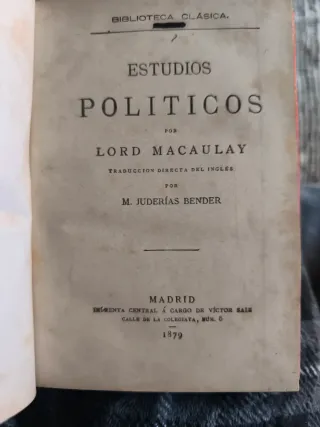 BIBLIOTECA CLÁSICA.
ESTUDIOS
POLITICOS
POR
LORD MACAULAY
TRADUCCION DIRECTA DEL INGLES
POR
M. JUDERÍAS BENDER
MADRID
IMPRENTA CENTRAL Á CARGO DE VÍCTOR SAIZ
CALLE DE LA COLEGIATA, NÚM. 6
1879